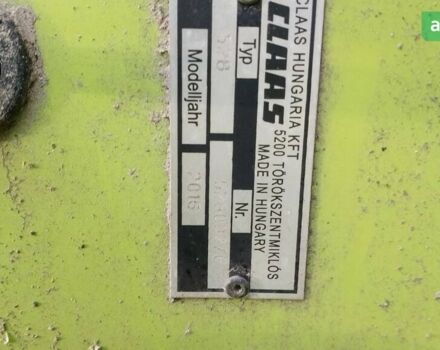 CLAAS HUNGARIA KFT
CLAAS
5200 TÖRÖKSZENTMIKLÓS
MADE IN HUNGARY
Typ
Nr.
Modelljahr 2016